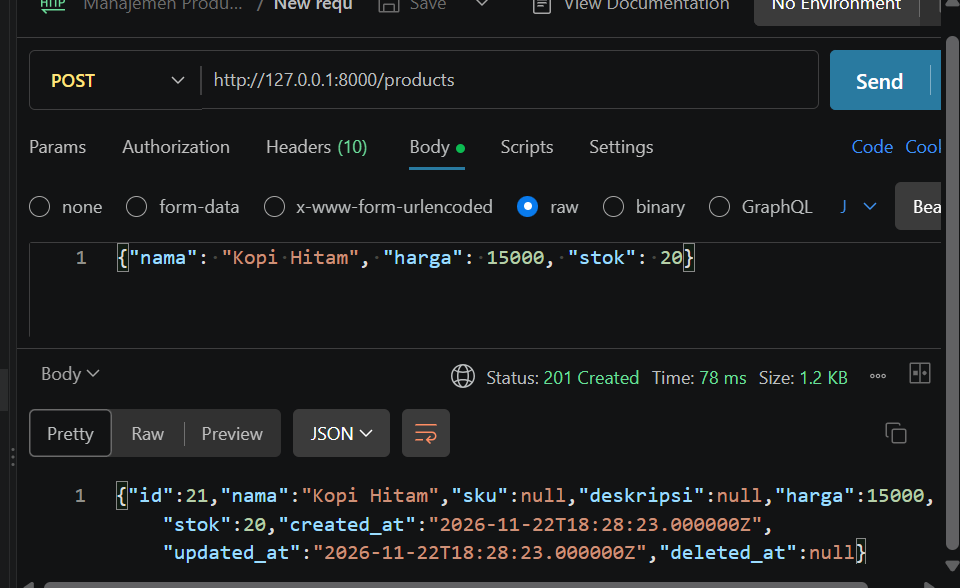 HTTP Manajemen Produ... / New requ Save View Documentation No Environment
POST http://127.0.0.1:8000/products Send
Params Authorization Headers (10) Body Scripts Settings Code Cool
none form-data x-www-form-urlencoded raw binary GraphQL J Bea
1 {"nama": "Kopi Hitam", "harga": 15000, "stok": 20}
Body Status: 201 Created Time: 78 ms Size: 1.2 KB
Pretty Raw Preview JSON
1 {"id":21,"nama":"Kopi Hitam","sku":null,"deskripsi":null,"harga":15000,
"stok":20,"created_at":"2026-11-22T18:28:23.000000Z",
"updated_at":"2026-11-22T18:28:23.000000Z","deleted_at":null}